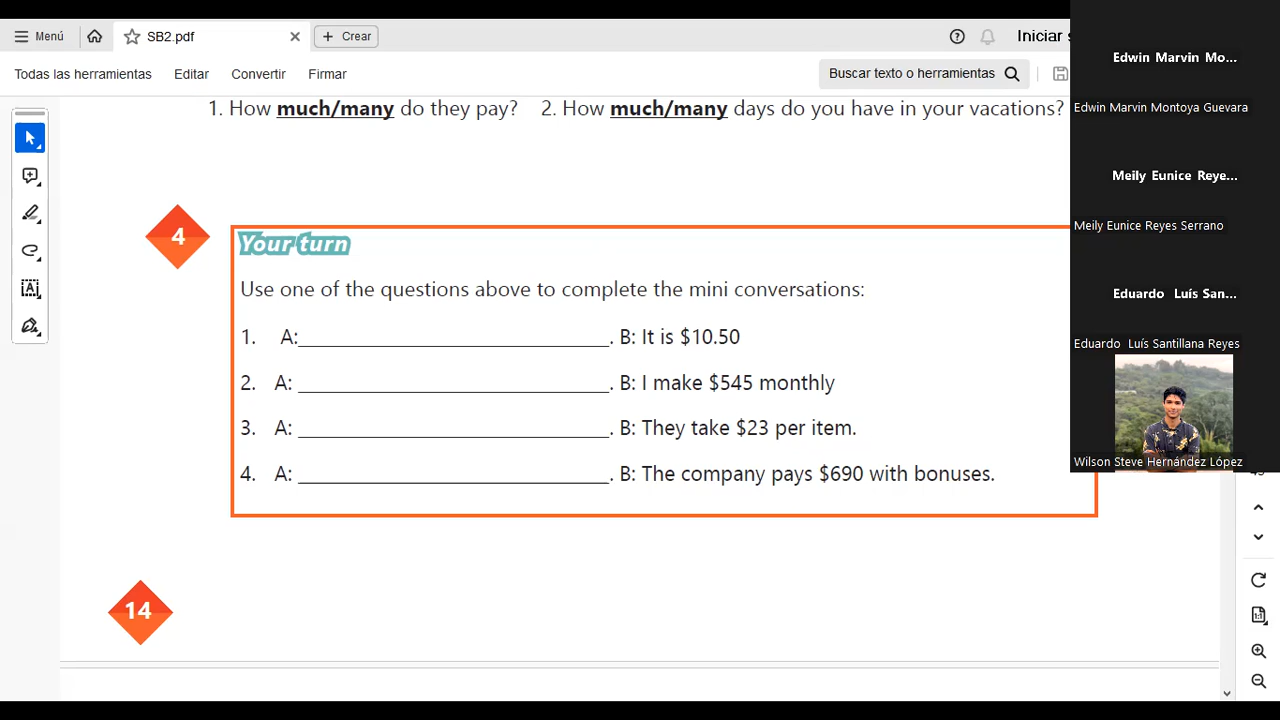 Menú
SB2.pdf
Crear
Iniciar
Todas las herramientas
Editar
Convertir
Firmar
Buscar texto o herramientas
1. How much/many do they pay? 2. How much/many days do you have in your vacations?
4
Your turn
Use one of the questions above to complete the mini conversations:
1. A:____________________________. B: It is $10.50
2. A: ____________________________. B: I make $545 monthly
3. A: ____________________________. B: They take $23 per item.
4. A: ____________________________. B: The company pays $690 with bonuses.
14
Edwin Marvin Mo...
Edwin Marvin Montoya Guevara
Meily Eunice Reye...
Meily Eunice Reyes Serrano
Eduardo Luís San...
Eduardo Luís Santillana Reyes
Wilson Steve Hernández López